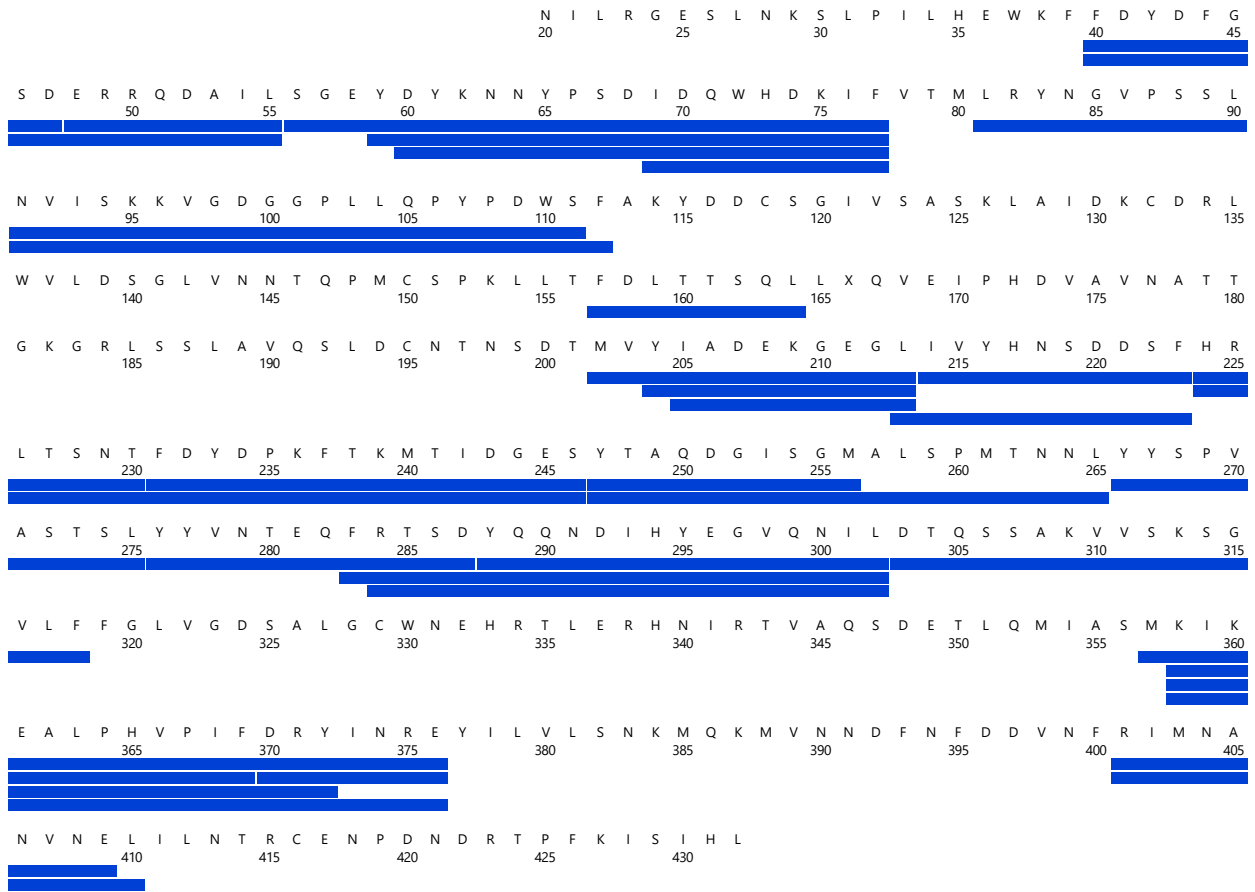 N I L R G E S L N K S L P I L H E W K F F D Y D F G
20 25 30 35 40 45
S D E R R Q D A I L S G E Y D Y K N N Y P S D I D Q W H D K I F V T M L R Y N G V P S S L
50 55 60 65 70 75 80 85 90
N V I S K K V G D G G P L L Q P Y P D W S F A K Y D D C S G I V S A S K L A I D K C D R L
95 100 105 110 115 120 125 130 135
W V L D S G L V N N T Q P M C S P K L L T F D L T T S Q L L X Q V E I P H D V A V N A T T
140 145 150 155 160 165 170 175 180
G K G R L S S L A V Q S L D C N T N S D T M V Y I A D E K G E G L I V Y H N S D D S F H R
185 190 195 200 205 210 215 220 225
L T S N T F D Y D P K F T K M T I D G E S Y T A Q D G I S G M A L S P M T N N L Y Y S P V
230 235 240 245 250 255 260 265 270
A S T S L Y Y V N T E Q F R T S D Y Q Q N D I H Y E G V Q N I L D T Q S S A K V V S K S G
275 280 285 290 295 300 305 310 315
V L F F G L V G D S A L G C W N E H R T L E R H N I R T V A Q S D E T L Q M I A S M K I K
320 325 330 335 340 345 350 355 360
E A L P H V P I F D R Y I N R E Y I L V L S N K M Q K M V N N D F N F D D V N F R I M N A
365 370 375 380 385 390 395 400 405
N V N E L I L N T R C E N P D N D R T P F K I S I H L
410 415 420 425 430